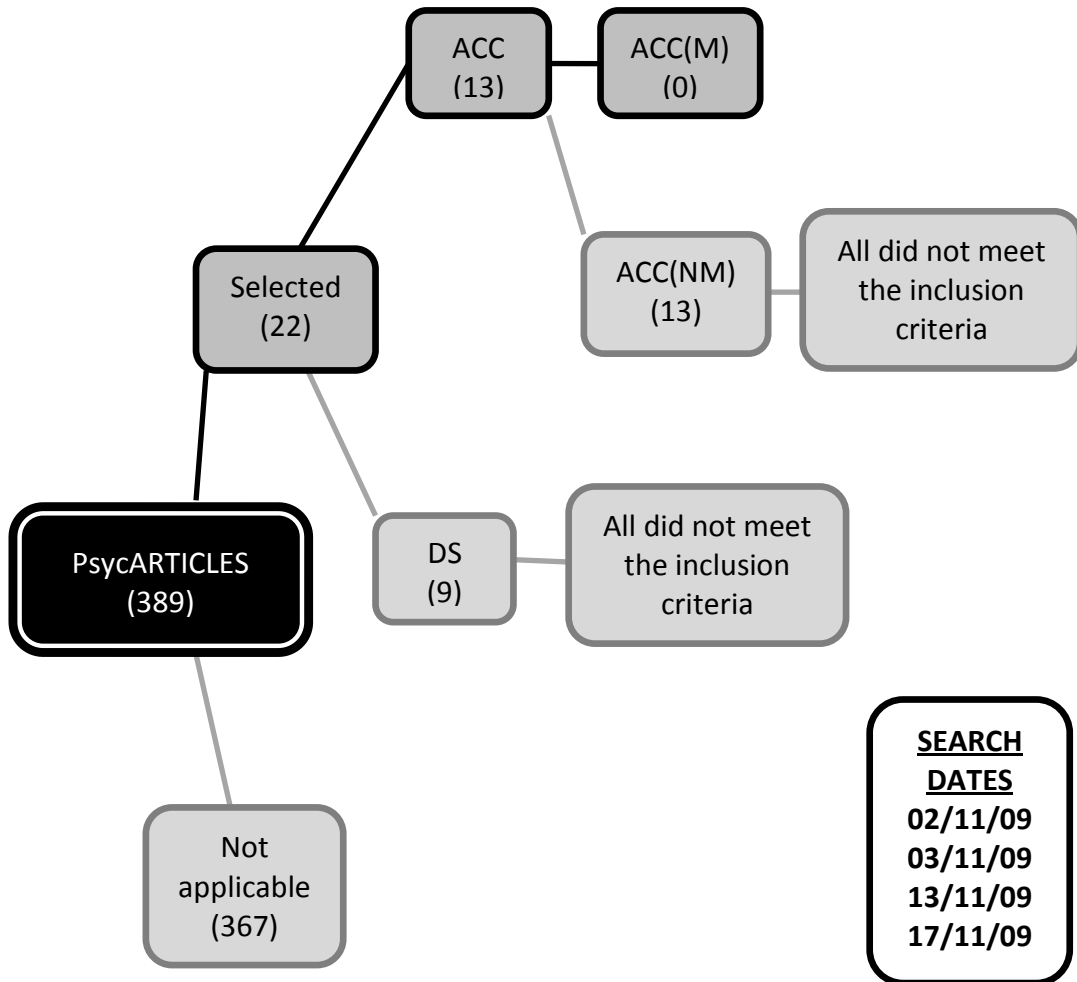 ACC
(13)
ACC(M)
(0)
Selected
(22)
ACC(NM)
(13)
All did not meet
the inclusion
criteria
PsycARTICLES
(389)
DS
(9)
All did not meet
the inclusion
criteria
Not
applicable
(367)
SEARCH
DATES
02/11/09
03/11/09
13/11/09
17/11/09